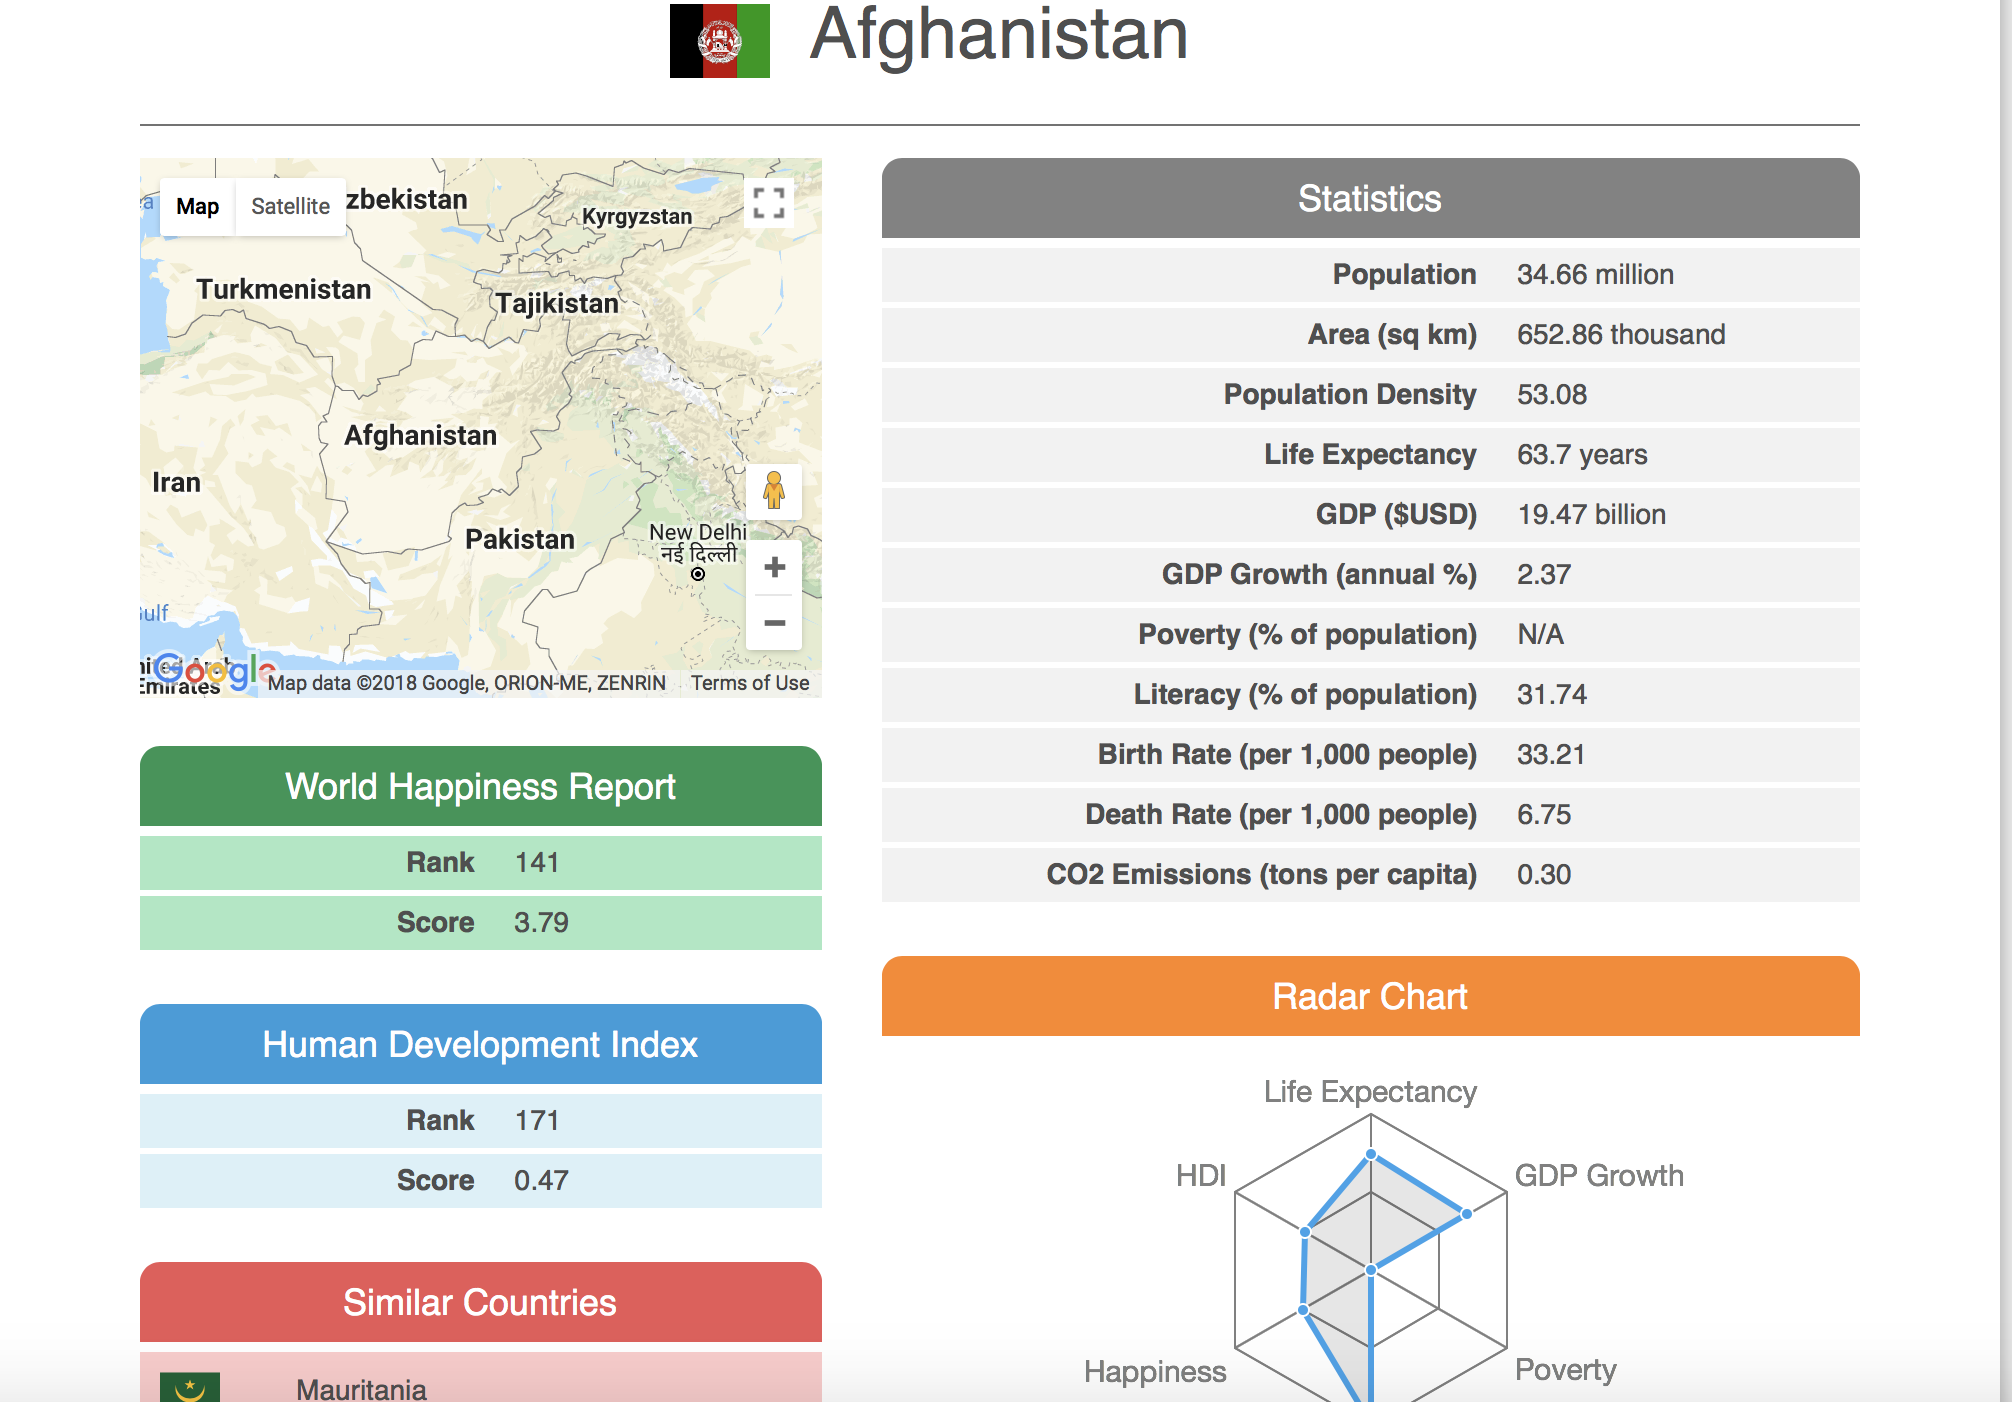 Afghanistan
Map
Satellite
zbekistan
Kyrgyzstan
Turkmenistan
Tajikistan
Afghanistan
Iran
Pakistan
New Delhi
नई दिल्ली
ulf
Emirates
Google
Map data ©2018 Google, ORION-ME, ZENRIN
Terms of Use
World Happiness Report
Rank 141
Score 3.79
Human Development Index
Rank 171
Score 0.47
Similar Countries
Mauritania
Statistics
Population 34.66 million
Area (sq km) 652.86 thousand
Population Density 53.08
Life Expectancy 63.7 years
GDP ($USD) 19.47 billion
GDP Growth (annual %) 2.37
Poverty (% of population) N/A
Literacy (% of population) 31.74
Birth Rate (per 1,000 people) 33.21
Death Rate (per 1,000 people) 6.75
CO2 Emissions (tons per capita) 0.30
Radar Chart
Life Expectancy
HDI
GDP Growth
Happiness
Poverty